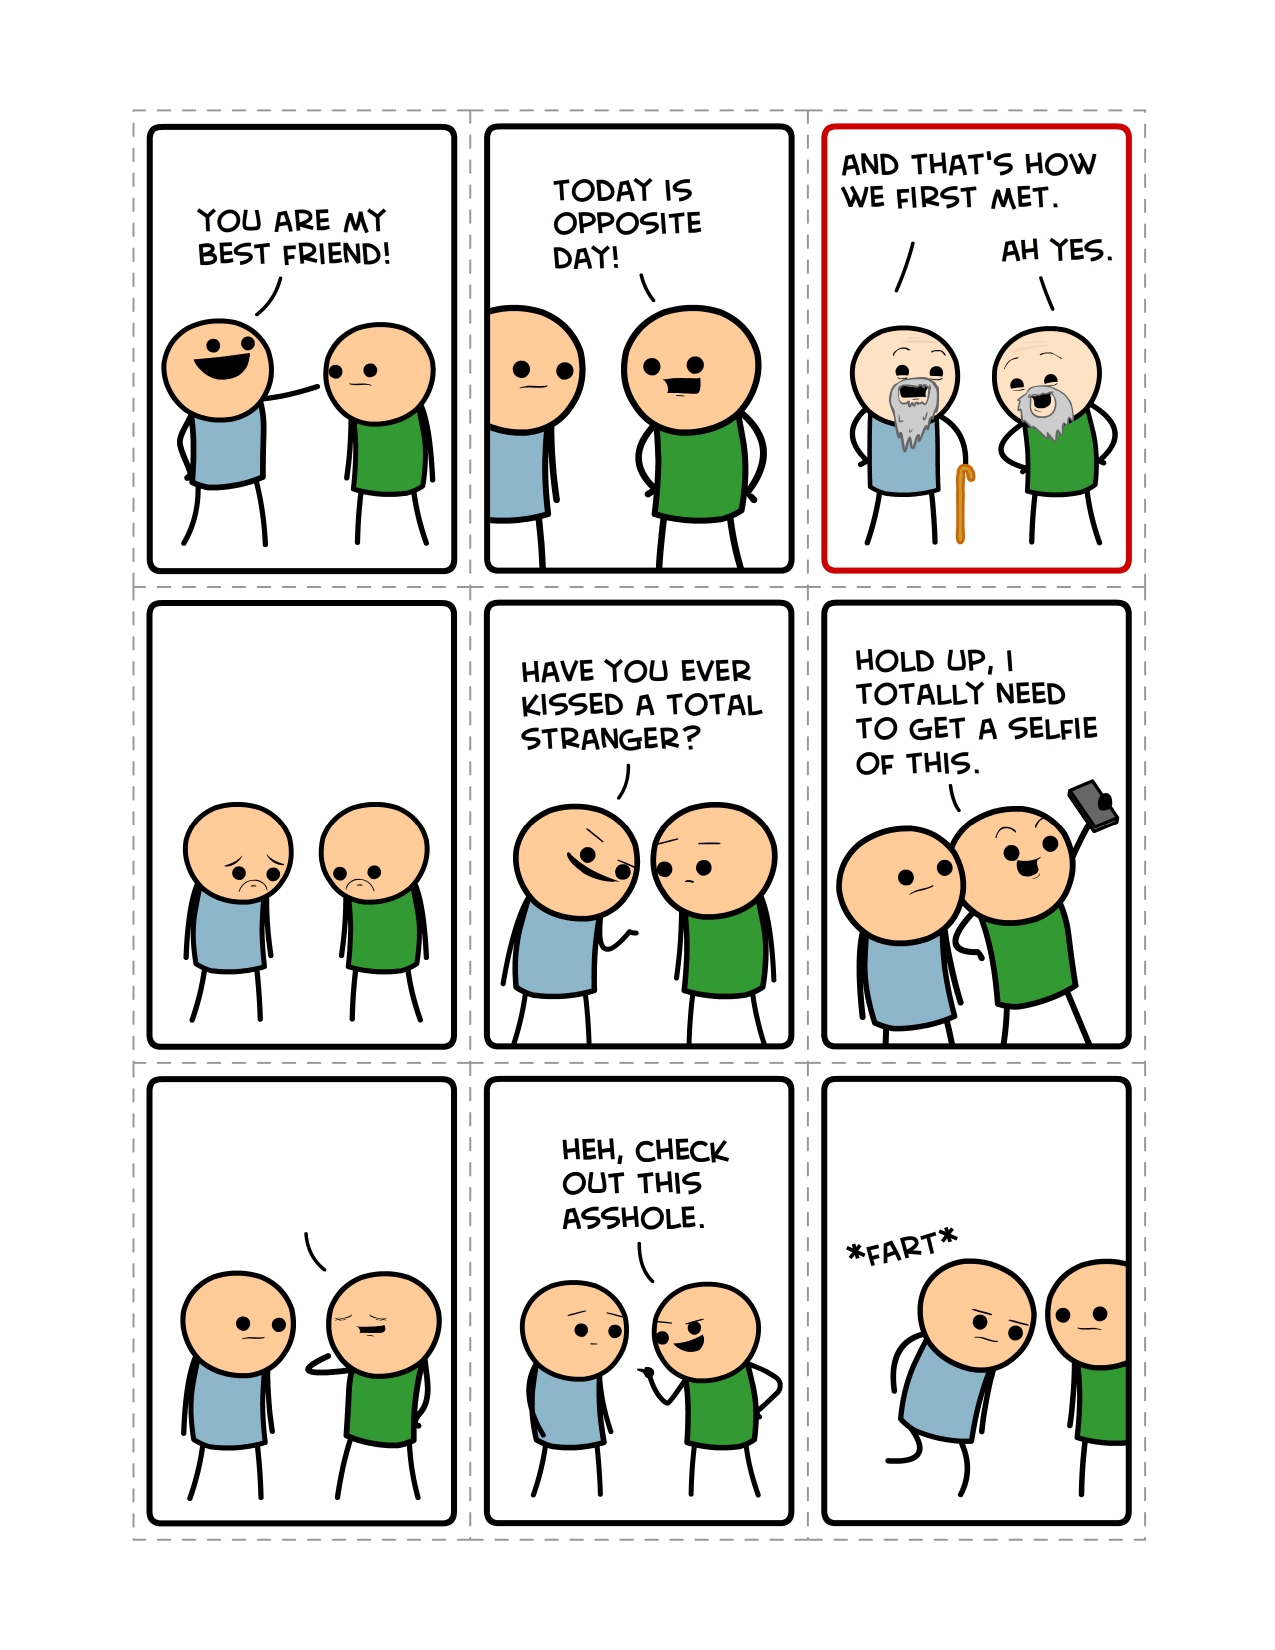 YOU ARE MY
BEST FRIEND!
TODAY IS
OPPOSITE
DAY!
AND THAT'S HOW
WE FIRST MET.
AH YES.
HAVE YOU EVER
KISSED A TOTAL
STRANGER?
HOLD UP, I
TOTALLY NEED
TO GET A SELFIE
OF THIS.
HEH, CHECK
OUT THIS
ASSHOLE.
*FART*